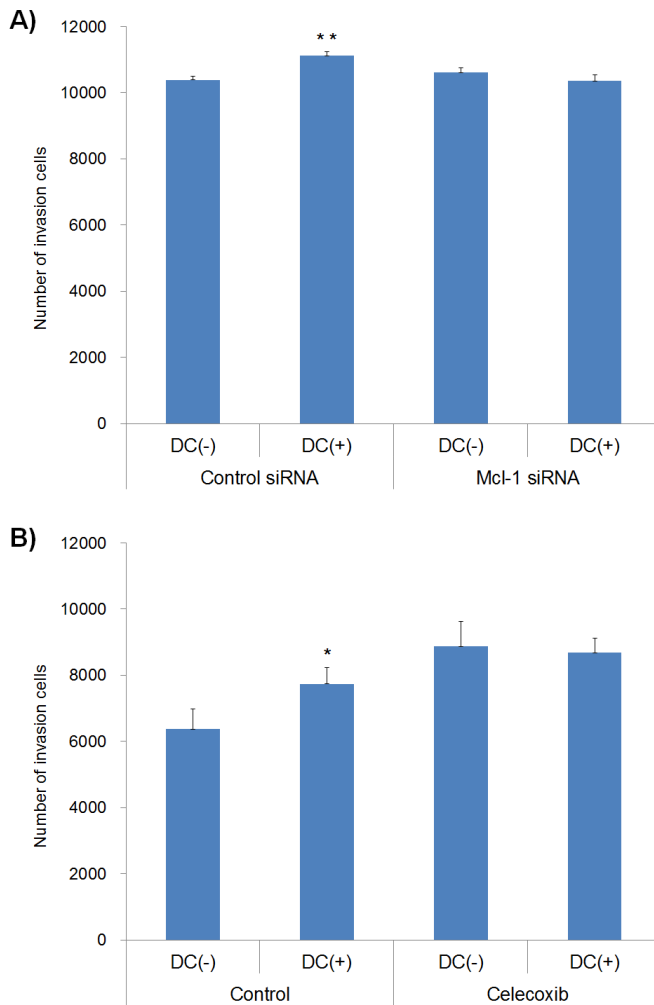 A)
12000
10000
8000
6000
4000
2000
0
Number of invasion cells
* *
DC(-) DC(+) DC(-) DC(+)
Control siRNA Mcl-1 siRNA
B)
12000
10000
8000
6000
4000
2000
0
Number of invasion cells
*
DC(-) DC(+) DC(-) DC(+)
Control Celecoxib